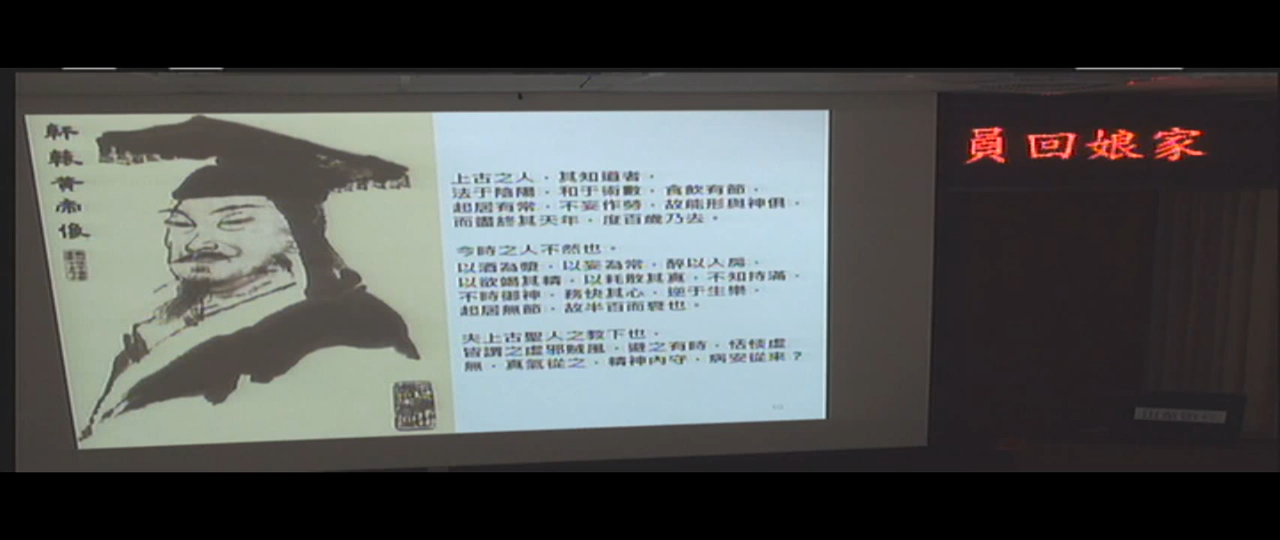 軒轅黃帝像
上古之人，其知道者，
法于陰陽，和于術數，食飲有節，
起居有常，不妄作勞，故能形與神俱，
而盡終其天年，度百歲乃去。
今時之人不然也。
以酒為漿，以妄為常，醉以入房，
以欲竭其精，以耗散其真，不知持滿，
不時御神，務快其心，逆于生樂，
起居無節，故半百而衰也。
夫上古聖人之教下也，
皆謂之虛邪賊風，避之有時，恬惔虛
無，真氣從之，精神內守，病安從來？
員回娘家